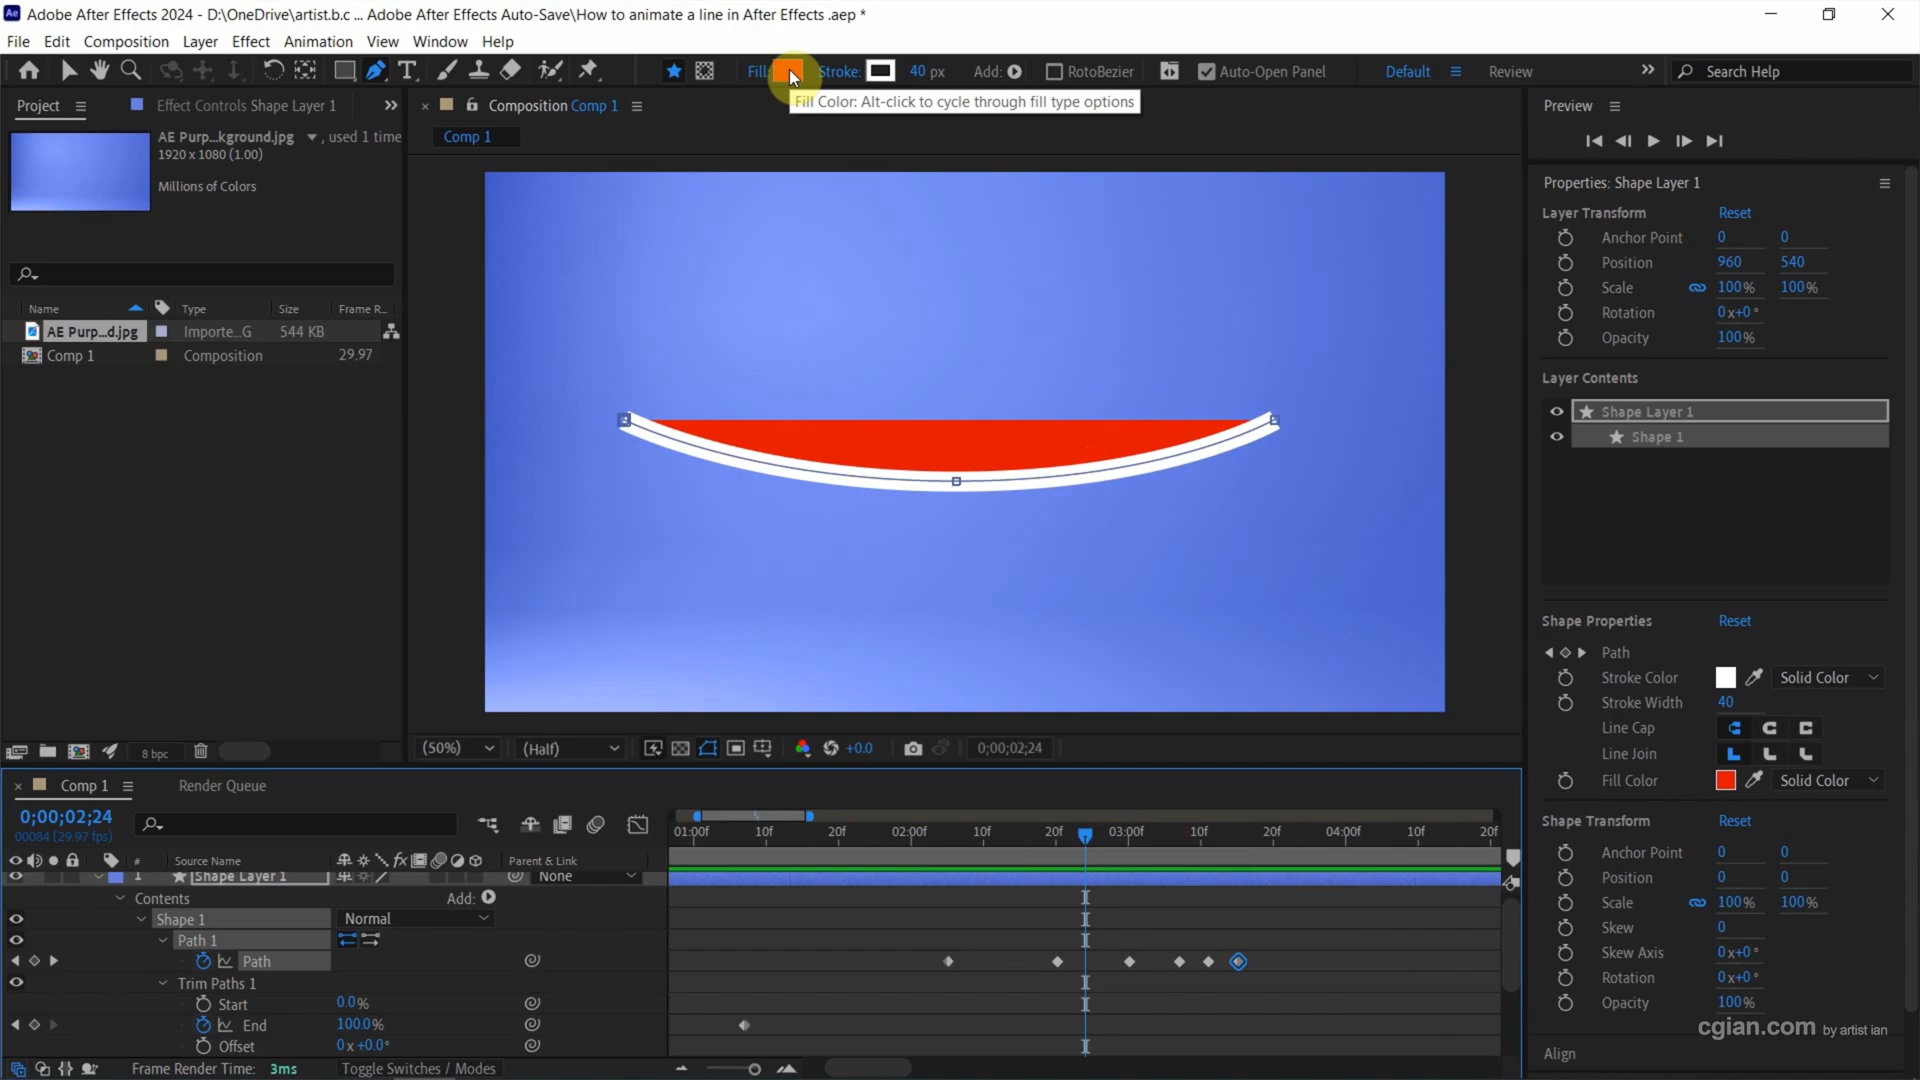 Adobe After Effects 2024 - D:\OneDrive\artist.b.c ... Adobe After Effects Auto-Save\How to animate a line in After Effects .aep *
File Edit Composition Layer Effect Animation View Window Help
Fill: Stroke: 40 px Add: RotoBezier Auto-Open Panel Default Review Search Help
Fill Color: Alt-click to cycle through fill type options
Project Effect Controls Shape Layer 1
AE Purp...kground.jpg , used 1 time
1920 x 1080 (1.00)
Millions of Colors
Name Type Size Frame R...
AE Purp...d.jpg Importe...G 544 KB
Comp 1 Composition 29.97
8 bpc
Composition Comp 1
Comp 1
(50%) (Half) +0.0 0;00;02;24
Preview
Properties: Shape Layer 1
Layer Transform Reset
Anchor Point 0 0
Position 960 540
Scale 100% 100%
Rotation 0x+0°
Opacity 100%
Layer Contents
Shape Layer 1
Shape 1
Shape Properties Reset
Path
Stroke Color Solid Color
Stroke Width 40
Line Cap
Line Join
Fill Color Solid Color
Shape Transform Reset
Anchor Point 0 0
Position 0 0
Scale 100% 100%
Skew 0
Skew Axis 0x+0°
Rotation 0x+0°
Opacity 100%
cgian.com by artist ian
Align
Comp 1 Render Queue
0;00;02;24
00084 (29.97 fps)
01:00f 10f 20f 02:00f 10f 20f 03:00f 10f 20f 04:00f 10f 20f
# Source Name Parent & Link
1 Shape Layer 1 None
Contents Add:
Shape 1 Normal
Path 1
Path
Trim Paths 1
Start 0.0%
End 100.0%
Offset 0x+0.0°
Frame Render Time: 3ms Toggle Switches / Modes